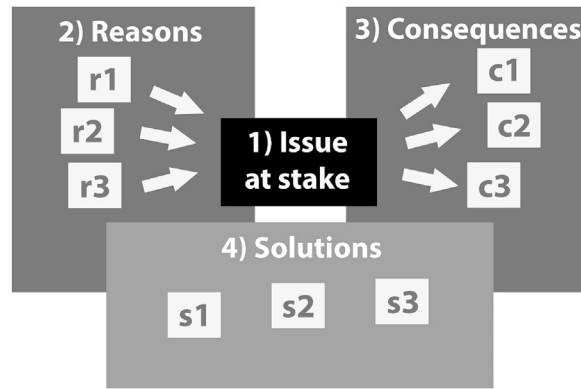 2) Reasons
r1
r2
r3
1) Issue
at stake
3) Consequences
c1
c2
c3
4) Solutions
s1
s2
s3